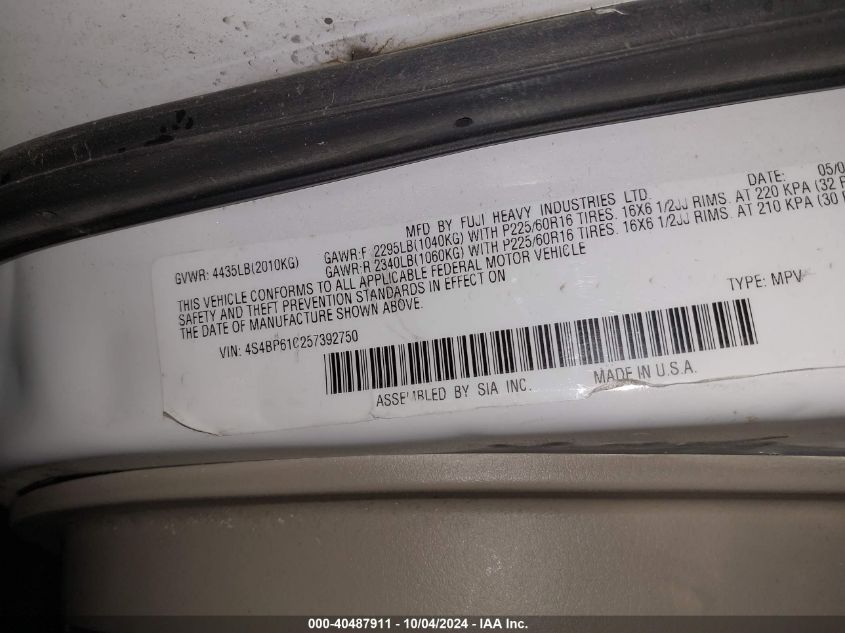 MFD BY FUJI HEAVY INDUSTRIES LTD. DATE: 05/0
GVWR: 4435LB(2010KG) GAWR:F 2295LB(1040KG) WITH P225/60R16 TIRES. 16X6 1/2JJ RIMS. AT 220 KPA (32 P
GAWR:R 2340LB(1060KG) WITH P225/60R16 TIRES. 16X6 1/2JJ RIMS. AT 210 KPA (30 P
THIS VEHICLE CONFORMS TO ALL APPLICABLE FEDERAL MOTOR VEHICLE
SAFETY AND THEFT PREVENTION STANDARDS IN EFFECT ON
THE DATE OF MANUFACTURE SHOWN ABOVE.
VIN: 4S4BP61C257392750 TYPE: MPV
ASSEMBLED BY SIA INC. MADE IN U.S.A.
000-40487911 - 10/04/2024 - IAA Inc.